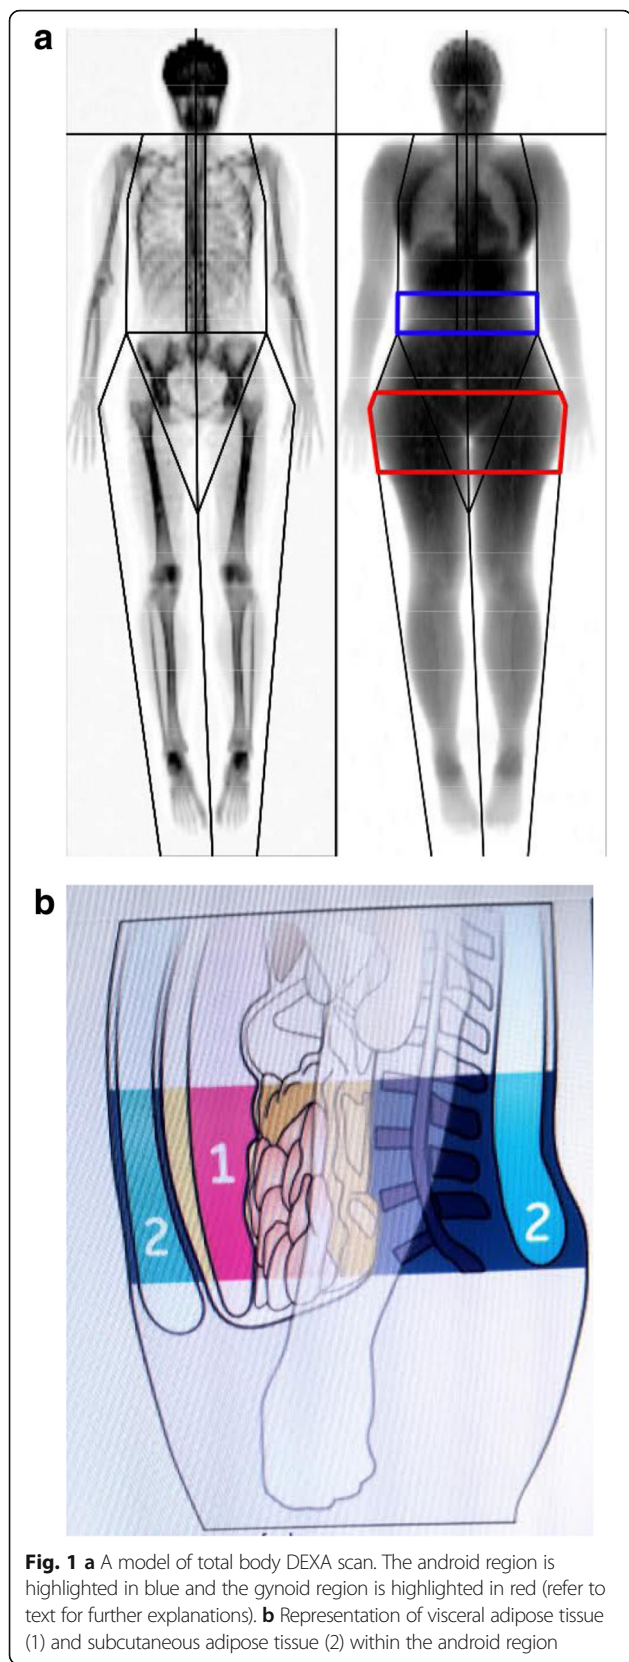 a
b
1
2
2
Fig. 1 a A model of total body DEXA scan. The android region is
highlighted in blue and the gynoid region is highlighted in red (refer to
text for further explanations). b Representation of visceral adipose tissue
(1) and subcutaneous adipose tissue (2) within the android region